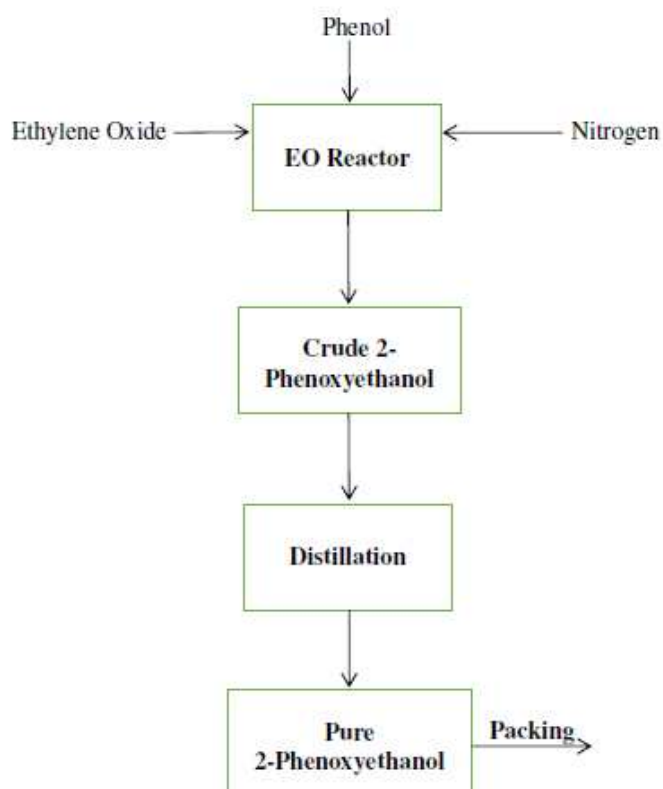 Phenol
Ethylene Oxide
Nitrogen
EO Reactor
Crude 2-
Phenoxyethanol
Distillation
Pure
2-Phenoxyethanol
Packing